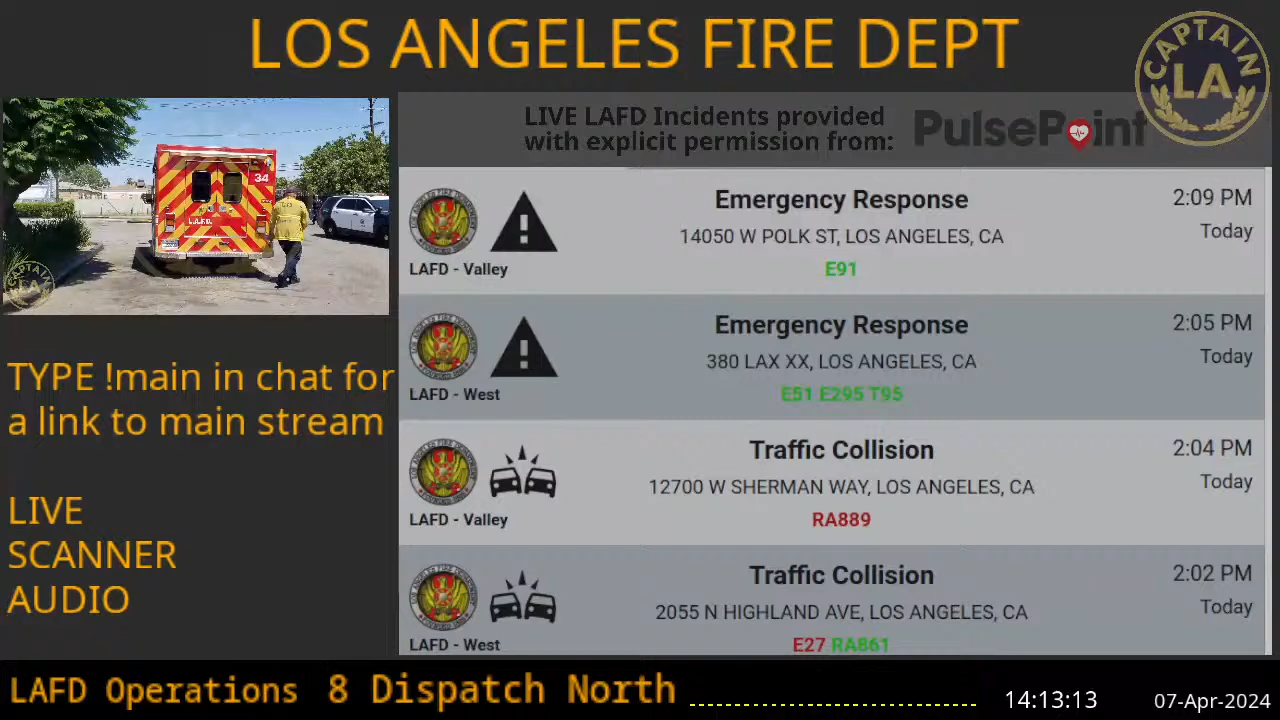 LOS ANGELES FIRE DEPT
CAPTAIN
LA
LIVE LAFD Incidents provided
with explicit permission from:
PulsePoint
34
L.A.F.D.
CAPTAIN
LA
TYPE !main in chat for
a link to main stream
LIVE
SCANNER
AUDIO
Emergency Response
14050 W POLK ST, LOS ANGELES, CA
E91
2:09 PM
Today
LAFD - Valley
Emergency Response
380 LAX XX, LOS ANGELES, CA
E51 E295 T95
2:05 PM
Today
LAFD - West
Traffic Collision
12700 W SHERMAN WAY, LOS ANGELES, CA
RA889
2:04 PM
Today
LAFD - Valley
Traffic Collision
2055 N HIGHLAND AVE, LOS ANGELES, CA
E27 RA861
2:02 PM
Today
LAFD - West
LAFD Operations 8 Dispatch North
14:13:13 07-Apr-2024